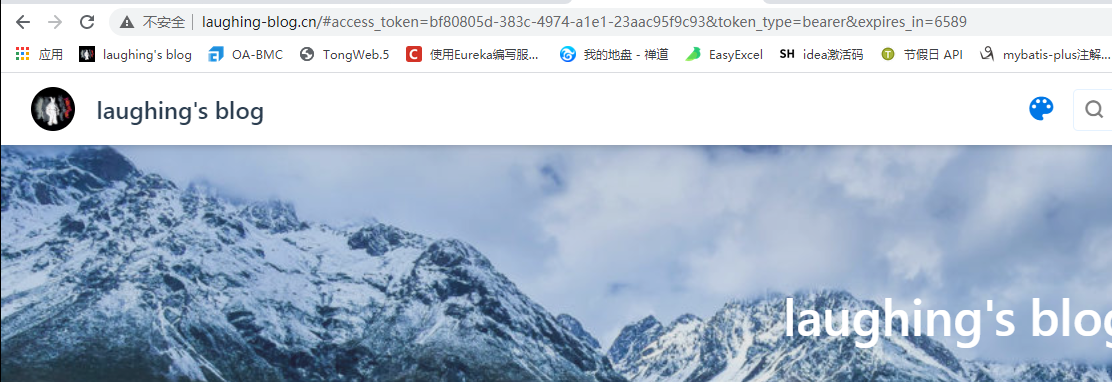 不安全 laughing-blog.cn/#access_token=bf80805d-383c-4974-a1e1-23aac95f9c93&token_type=bearer&expires_in=6589
应用 laughing's blog OA-BMC TongWeb.5 C 使用Eureka编写服... 我的地盘 - 禅道 EasyExcel SH idea激活码 T 节假日 API mybatis-plus注解...
laughing's blog
laughing's blog